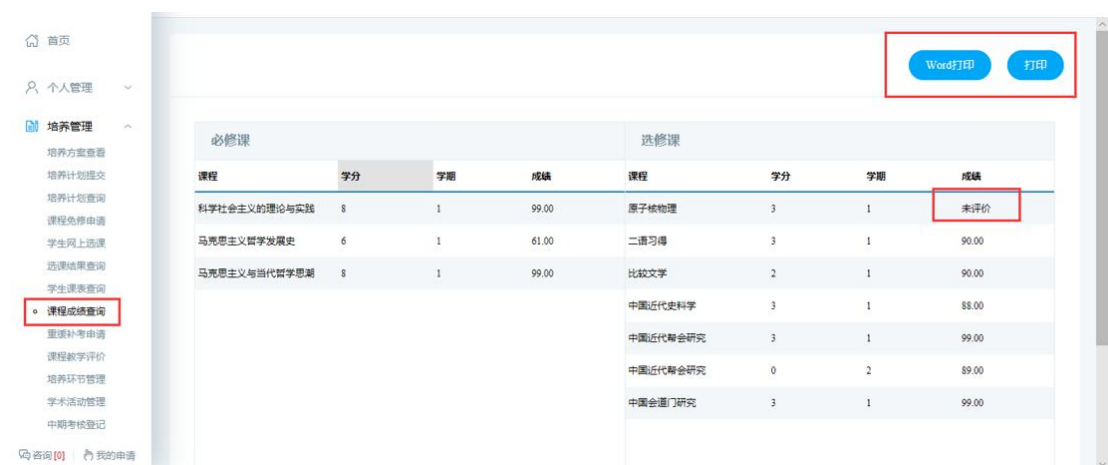 首页
个人管理
培养管理
培养方案查看
培养计划提交
培养计划查询
课程免修申请
学生网上选课
选课结果查询
学生课表查询
课程成绩查询
重缓补考申请
课程教学评价
培养环节管理
学术活动管理
中期考核登记
咨询[0] 我的申请
Word打印 打印
必修课
课程 学分 学期 成绩
科学社会主义的理论与实践 8 1 99.00
马克思主义哲学发展史 6 1 61.00
马克思主义与当代哲学思潮 8 1 99.00
选修课
课程 学分 学期 成绩
原子核物理 3 1 未评价
二语习得 3 1 90.00
比较文学 2 1 90.00
中国近代史科学 3 1 88.00
中国近代帮会研究 3 1 99.00
中国近代帮会研究 0 2 89.00
中国会道门研究 3 1 99.00